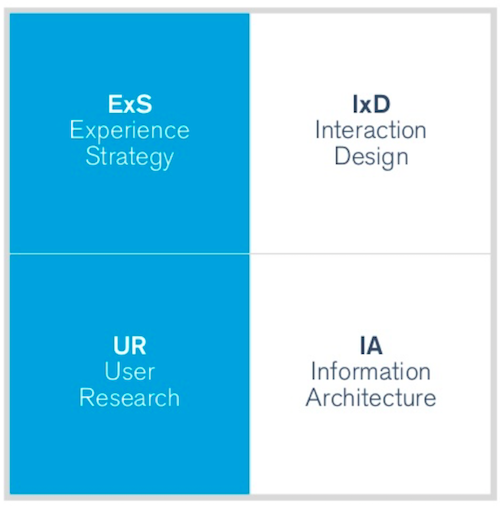 ExS
Experience
Strategy
IxD
Interaction
Design
UR
User
Research
IA
Information
Architecture